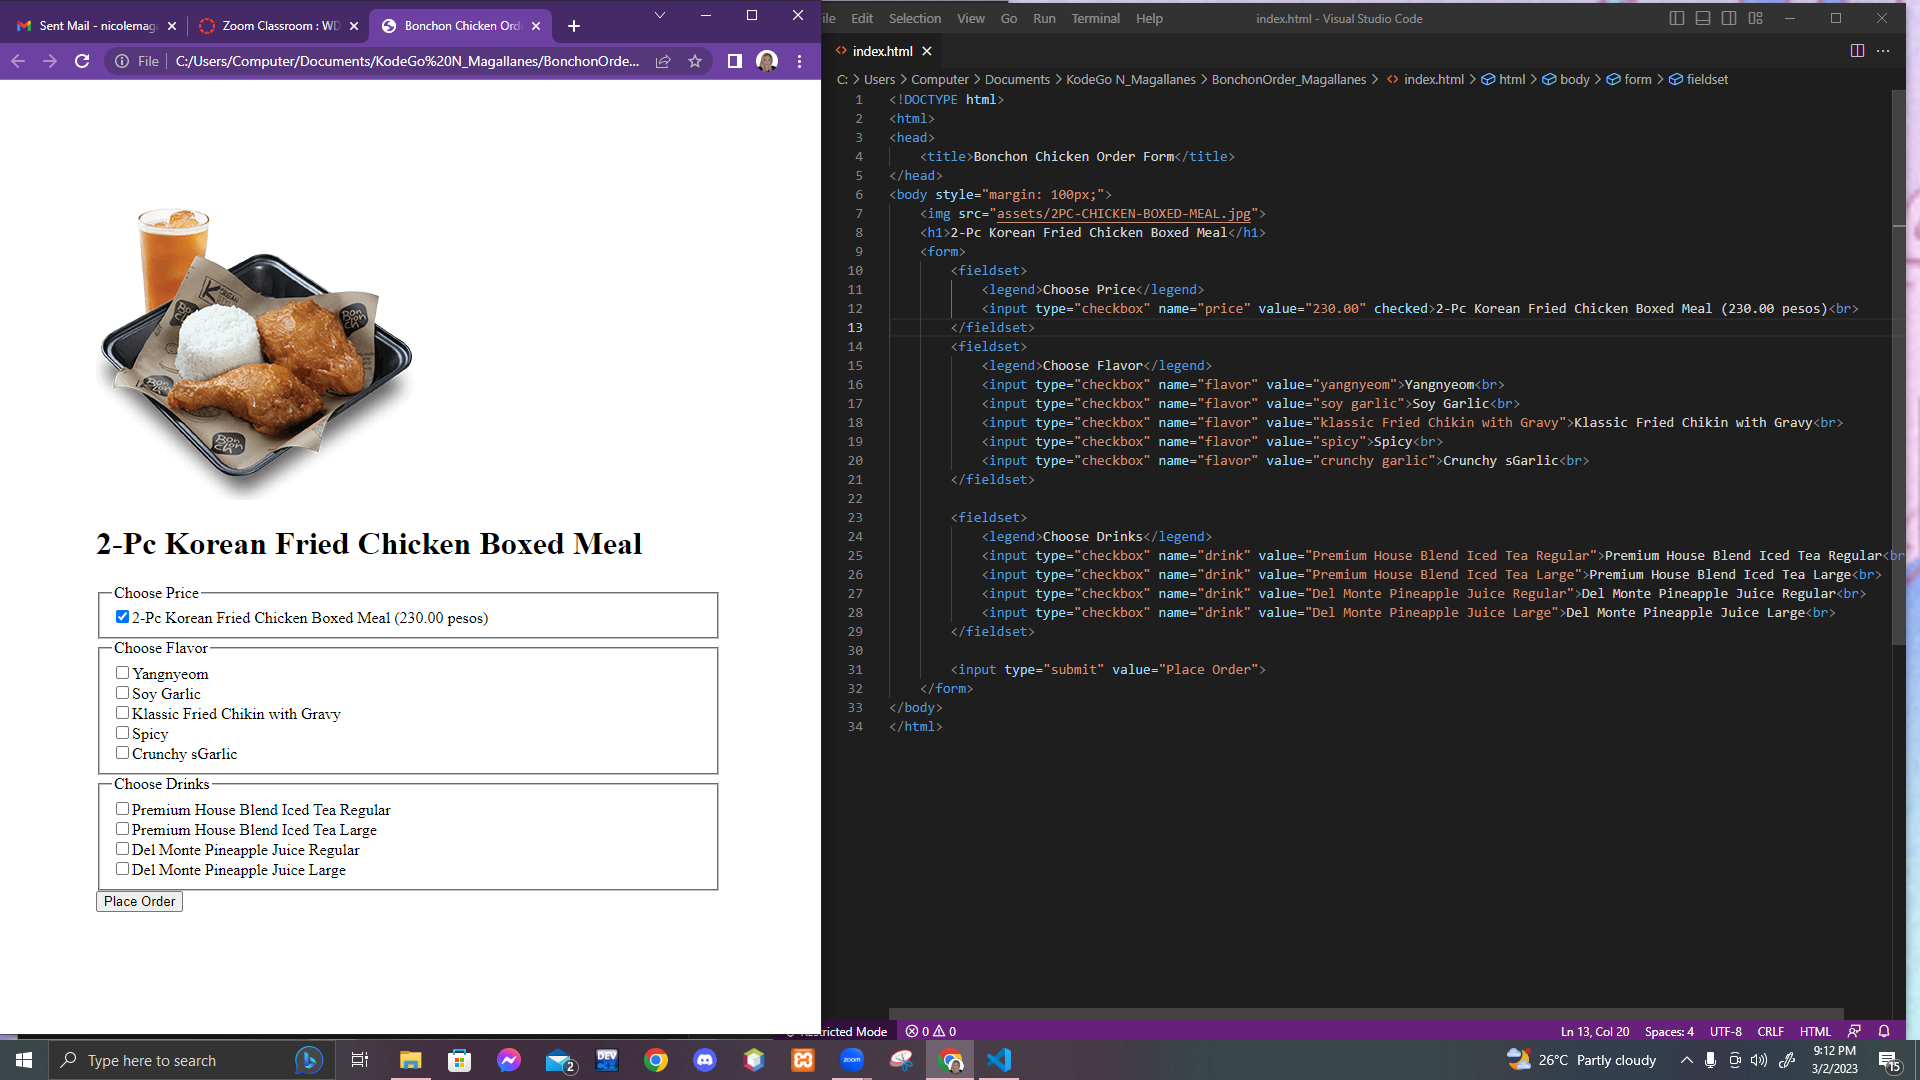 Sent Mail - nicolemaga
Zoom Classroom : WD
Bonchon Chicken Ord
File
C:/Users/Computer/Documents/KodeGo%20N_Magallanes/BonchonOrde...
2-Pc Korean Fried Chicken Boxed Meal
Choose Price
2-Pc Korean Fried Chicken Boxed Meal (230.00 pesos)
Choose Flavor
Yangnyeom
Soy Garlic
Klassic Fried Chikin with Gravy
Spicy
Crunchy sGarlic
Choose Drinks
Premium House Blend Iced Tea Regular
Premium House Blend Iced Tea Large
Del Monte Pineapple Juice Regular
Del Monte Pineapple Juice Large
Place Order
ile Edit Selection View Go Run Terminal Help
index.html - Visual Studio Code
index.html
C: > Users > Computer > Documents > KodeGo N_Magallanes > BonchonOrder_Magallanes > index.html > html > body > form > fieldset
1 <!DOCTYPE html>
2 <html>
3 <head>
4 <title>Bonchon Chicken Order Form</title>
5 </head>
6 <body style="margin: 100px;">
7 <img src="assets/2PC-CHICKEN-BOXED-MEAL.jpg">
8 <h1>2-Pc Korean Fried Chicken Boxed Meal</h1>
9 <form>
10 <fieldset>
11 <legend>Choose Price</legend>
12 <input type="checkbox" name="price" value="230.00" checked>2-Pc Korean Fried Chicken Boxed Meal (230.00 pesos)<br>
13 </fieldset>
14 <fieldset>
15 <legend>Choose Flavor</legend>
16 <input type="checkbox" name="flavor" value="yangnyeom">Yangnyeom<br>
17 <input type="checkbox" name="flavor" value="soy garlic">Soy Garlic<br>
18 <input type="checkbox" name="flavor" value="klassic Fried Chikin with Gravy">Klassic Fried Chikin with Gravy<br>
19 <input type="checkbox" name="flavor" value="spicy">Spicy<br>
20 <input type="checkbox" name="flavor" value="crunchy garlic">Crunchy sGarlic<br>
21 </fieldset>
22
23 <fieldset>
24 <legend>Choose Drinks</legend>
25 <input type="checkbox" name="drink" value="Premium House Blend Iced Tea Regular">Premium House Blend Iced Tea Regular<br
26 <input type="checkbox" name="drink" value="Premium House Blend Iced Tea Large">Premium House Blend Iced Tea Large<br>
27 <input type="checkbox" name="drink" value="Del Monte Pineapple Juice Regular">Del Monte Pineapple Juice Regular<br>
28 <input type="checkbox" name="drink" value="Del Monte Pineapple Juice Large">Del Monte Pineapple Juice Large<br>
29 </fieldset>
30
31 <input type="submit" value="Place Order">
32 </form>
33 </body>
34 </html>
tricted Mode 0 0 Ln 13, Col 20 Spaces: 4 UTF-8 CRLF HTML
Type here to search
2
DEV
zoom
26°C Partly cloudy
9:12 PM
3/2/2023
15